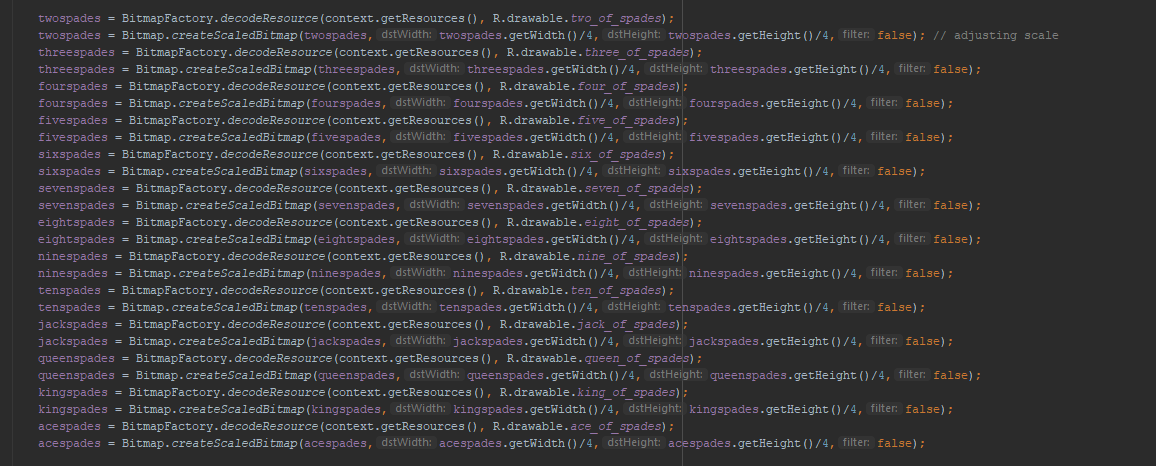 twospades = BitmapFactory.decodeResource(context.getResources(), R.drawable.two_of_spades);
twospades = Bitmap.createScaledBitmap(twospades, dstWidth: twospades.getWidth()/4, dstHeight: twospades.getHeight()/4, filter: false); // adjusting scale
threespades = BitmapFactory.decodeResource(context.getResources(), R.drawable.three_of_spades);
threespades = Bitmap.createScaledBitmap(threespades, dstWidth: threespades.getWidth()/4, dstHeight: threespades.getHeight()/4, filter: false);
fourspades = BitmapFactory.decodeResource(context.getResources(), R.drawable.four_of_spades);
fourspades = Bitmap.createScaledBitmap(fourspades, dstWidth: fourspades.getWidth()/4, dstHeight: fourspades.getHeight()/4, filter: false);
fivespades = BitmapFactory.decodeResource(context.getResources(), R.drawable.five_of_spades);
fivespades = Bitmap.createScaledBitmap(fivespades, dstWidth: fivespades.getWidth()/4, dstHeight: fivespades.getHeight()/4, filter: false);
sixspades = BitmapFactory.decodeResource(context.getResources(), R.drawable.six_of_spades);
sixspades = Bitmap.createScaledBitmap(sixspades, dstWidth: sixspades.getWidth()/4, dstHeight: sixspades.getHeight()/4, filter: false);
sevenspades = BitmapFactory.decodeResource(context.getResources(), R.drawable.seven_of_spades);
sevenspades = Bitmap.createScaledBitmap(sevenspades, dstWidth: sevenspades.getWidth()/4, dstHeight: sevenspades.getHeight()/4, filter: false);
eightspades = BitmapFactory.decodeResource(context.getResources(), R.drawable.eight_of_spades);
eightspades = Bitmap.createScaledBitmap(eightspades, dstWidth: eightspades.getWidth()/4, dstHeight: eightspades.getHeight()/4, filter: false);
ninespades = BitmapFactory.decodeResource(context.getResources(), R.drawable.nine_of_spades);
ninespades = Bitmap.createScaledBitmap(ninespades, dstWidth: ninespades.getWidth()/4, dstHeight: ninespades.getHeight()/4, filter: false);
tenspades = BitmapFactory.decodeResource(context.getResources(), R.drawable.ten_of_spades);
tenspades = Bitmap.createScaledBitmap(tenspades, dstWidth: tenspades.getWidth()/4, dstHeight: tenspades.getHeight()/4, filter: false);
jackspades = BitmapFactory.decodeResource(context.getResources(), R.drawable.jack_of_spades);
jackspades = Bitmap.createScaledBitmap(jackspades, dstWidth: jackspades.getWidth()/4, dstHeight: jackspades.getHeight()/4, filter: false);
queenspades = BitmapFactory.decodeResource(context.getResources(), R.drawable.queen_of_spades);
queenspades = Bitmap.createScaledBitmap(queenspades, dstWidth: queenspades.getWidth()/4, dstHeight: queenspades.getHeight()/4, filter: false);
kingspades = BitmapFactory.decodeResource(context.getResources(), R.drawable.king_of_spades);
kingspades = Bitmap.createScaledBitmap(kingspades, dstWidth: kingspades.getWidth()/4, dstHeight: kingspades.getHeight()/4, filter: false);
acespades = BitmapFactory.decodeResource(context.getResources(), R.drawable.ace_of_spades);
acespades = Bitmap.createScaledBitmap(acespades, dstWidth: acespades.getWidth()/4, dstHeight: acespades.getHeight()/4, filter: false);